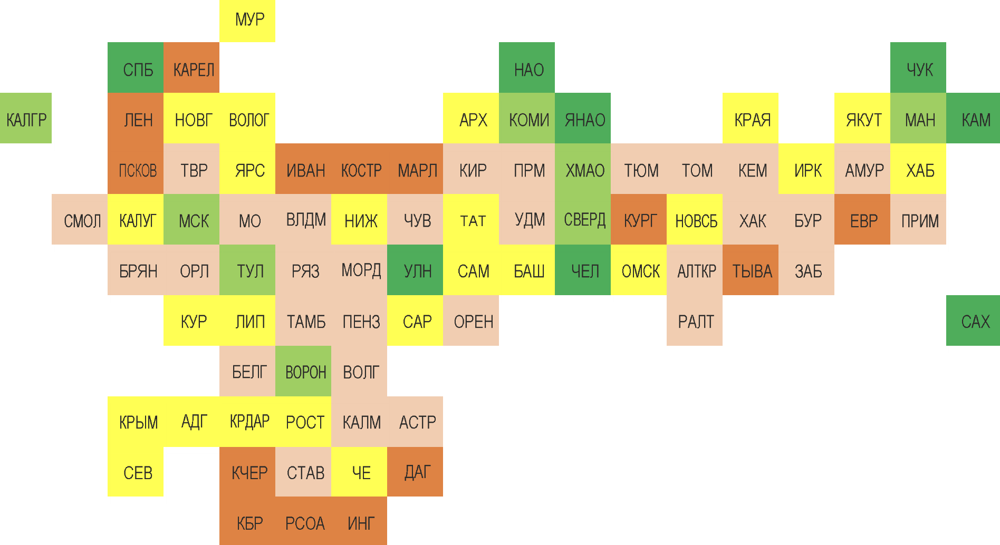 МУР
СПБ КАРЕЛ НАО ЧУК
КАЛГР ЛЕН НОВГ ВОЛОГ АРХ КОМИ ЯНАО КРАЯ ЯКУТ МАН КАМ
ПСКОВ ТВР ЯРС ИВАН КОСТР МАРЛ КИР ПРМ ХМАО ТЮМ ТОМ КЕМ ИРК АМУР ХАБ
СМОЛ КАЛУГ МСК МО ВЛДМ НИЖ ЧУВ ТАТ УДМ СВЕРД КУРГ НОВСБ ХАК БУР ЕВР ПРИМ
БРЯН ОРЛ ТУЛ РЯЗ МОРД УЛН САМ БАШ ЧЕЛ ОМСК АЛТКР ТЫВА ЗАБ
КУР ЛИП ТАМБ ПЕНЗ САР ОРЕН РАЛТ САХ
БЕЛГ ВОРОН ВОЛГ
КРЫМ АДГ КРДАР РОСТ КАЛМ АСТР
СЕВ КЧЕР СТАВ ЧЕ ДАГ
КБР РСОА ИНГ